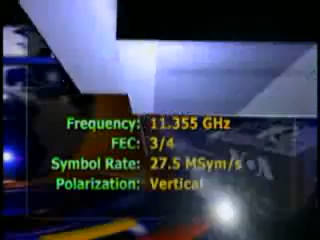 Frequency: 11.355 GHz
FEC: 3/4
Symbol Rate: 27.5 MSym/s
Polarization: Vertical